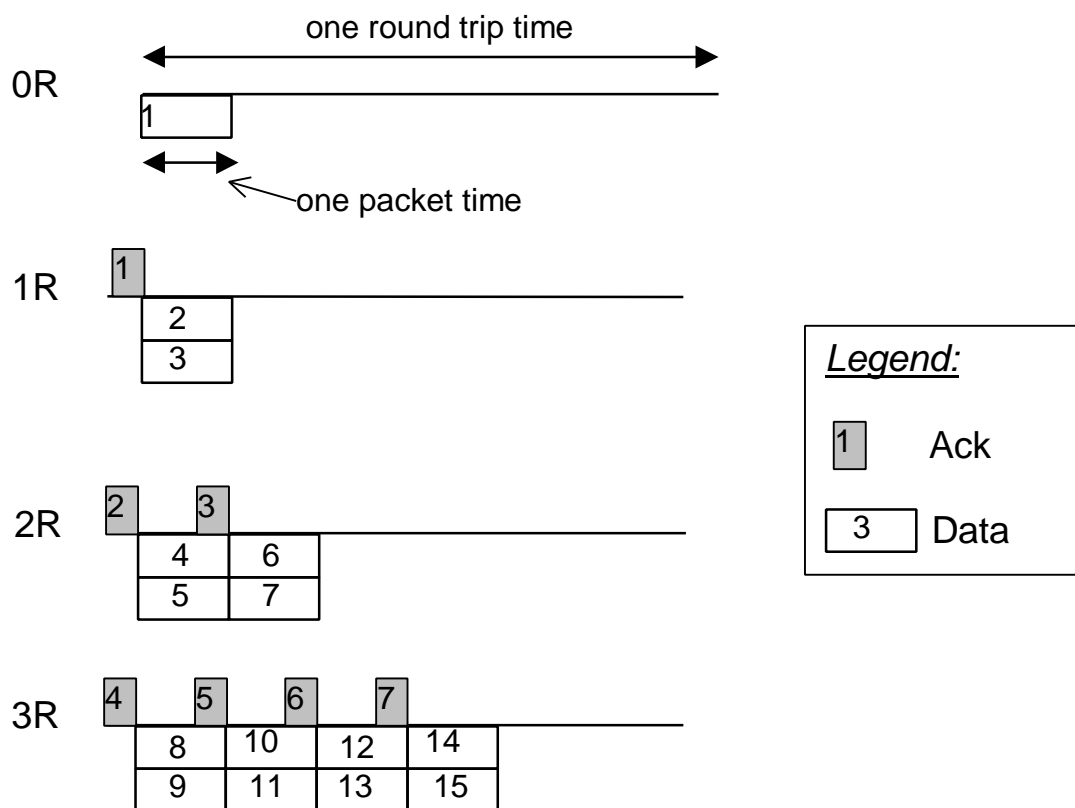 one round trip time
0R
1
one packet time
1
1R
2
3
Legend:
1 Ack
3 Data
2 3
2R
4 6
5 7
4 5 6 7
3R
8 10 12 14
9 11 13 15